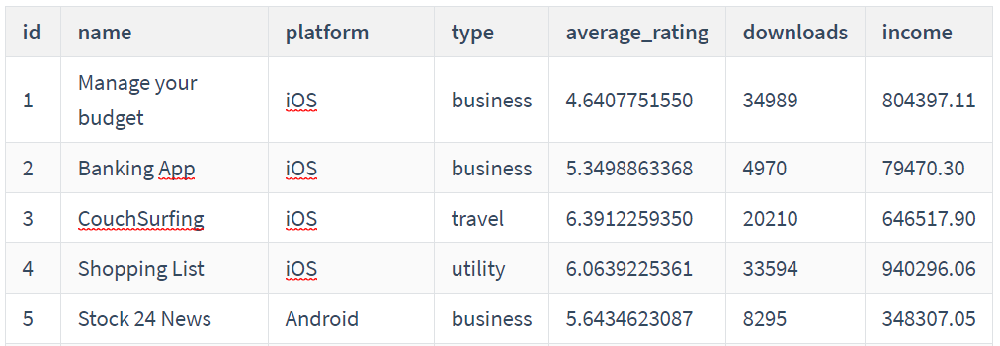 id name platform type average_rating downloads income
1 Manage your budget iOS business 4.6407751550 34989 804397.11
2 Banking App iOS business 5.3498863368 4970 79470.30
3 CouchSurfing iOS travel 6.3912259350 20210 646517.90
4 Shopping List iOS utility 6.0639225361 33594 940296.06
5 Stock 24 News Android business 5.6434623087 8295 348307.05